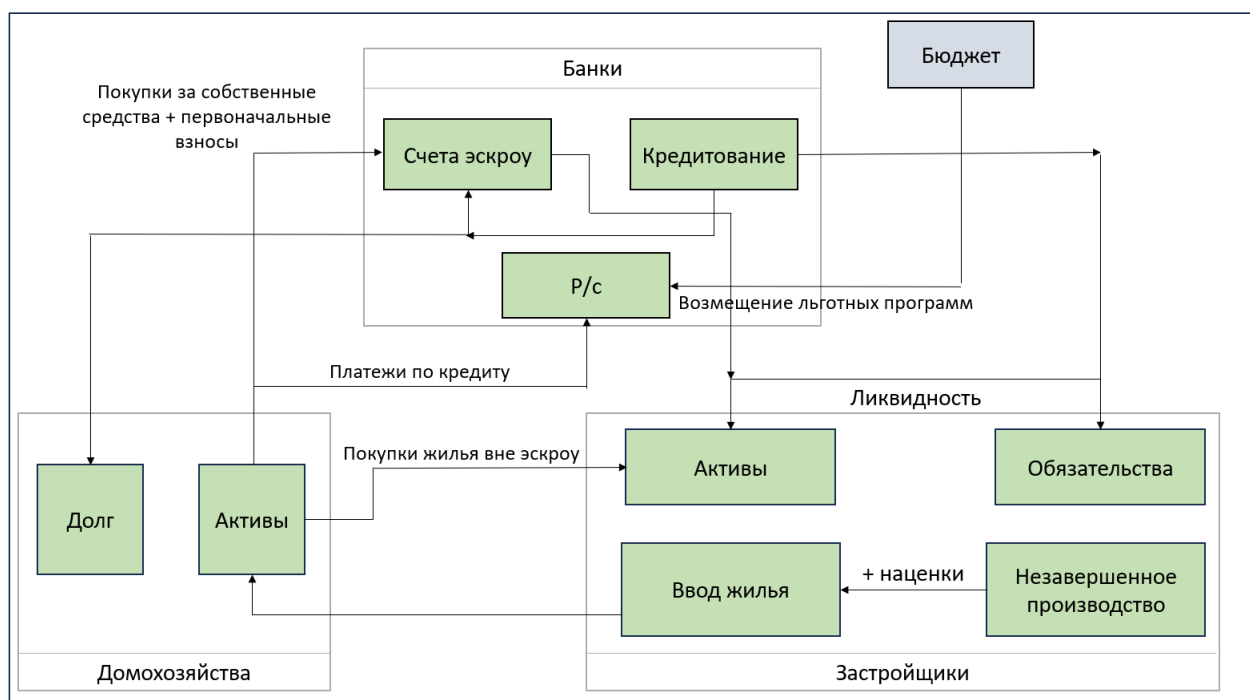 Бюджет
Банки
Покупки за собственные
средства + первоначальные
взносы
Счета эскроу
Кредитование
Р/с
Возмещение льготных программ
Платежи по кредиту
Ликвидность
Покупки жилья вне эскроу
Активы
Обязательства
Долг
Активы
Ввод жилья
+ наценки
Незавершенное
производство
Домохозяйства
Застройщики